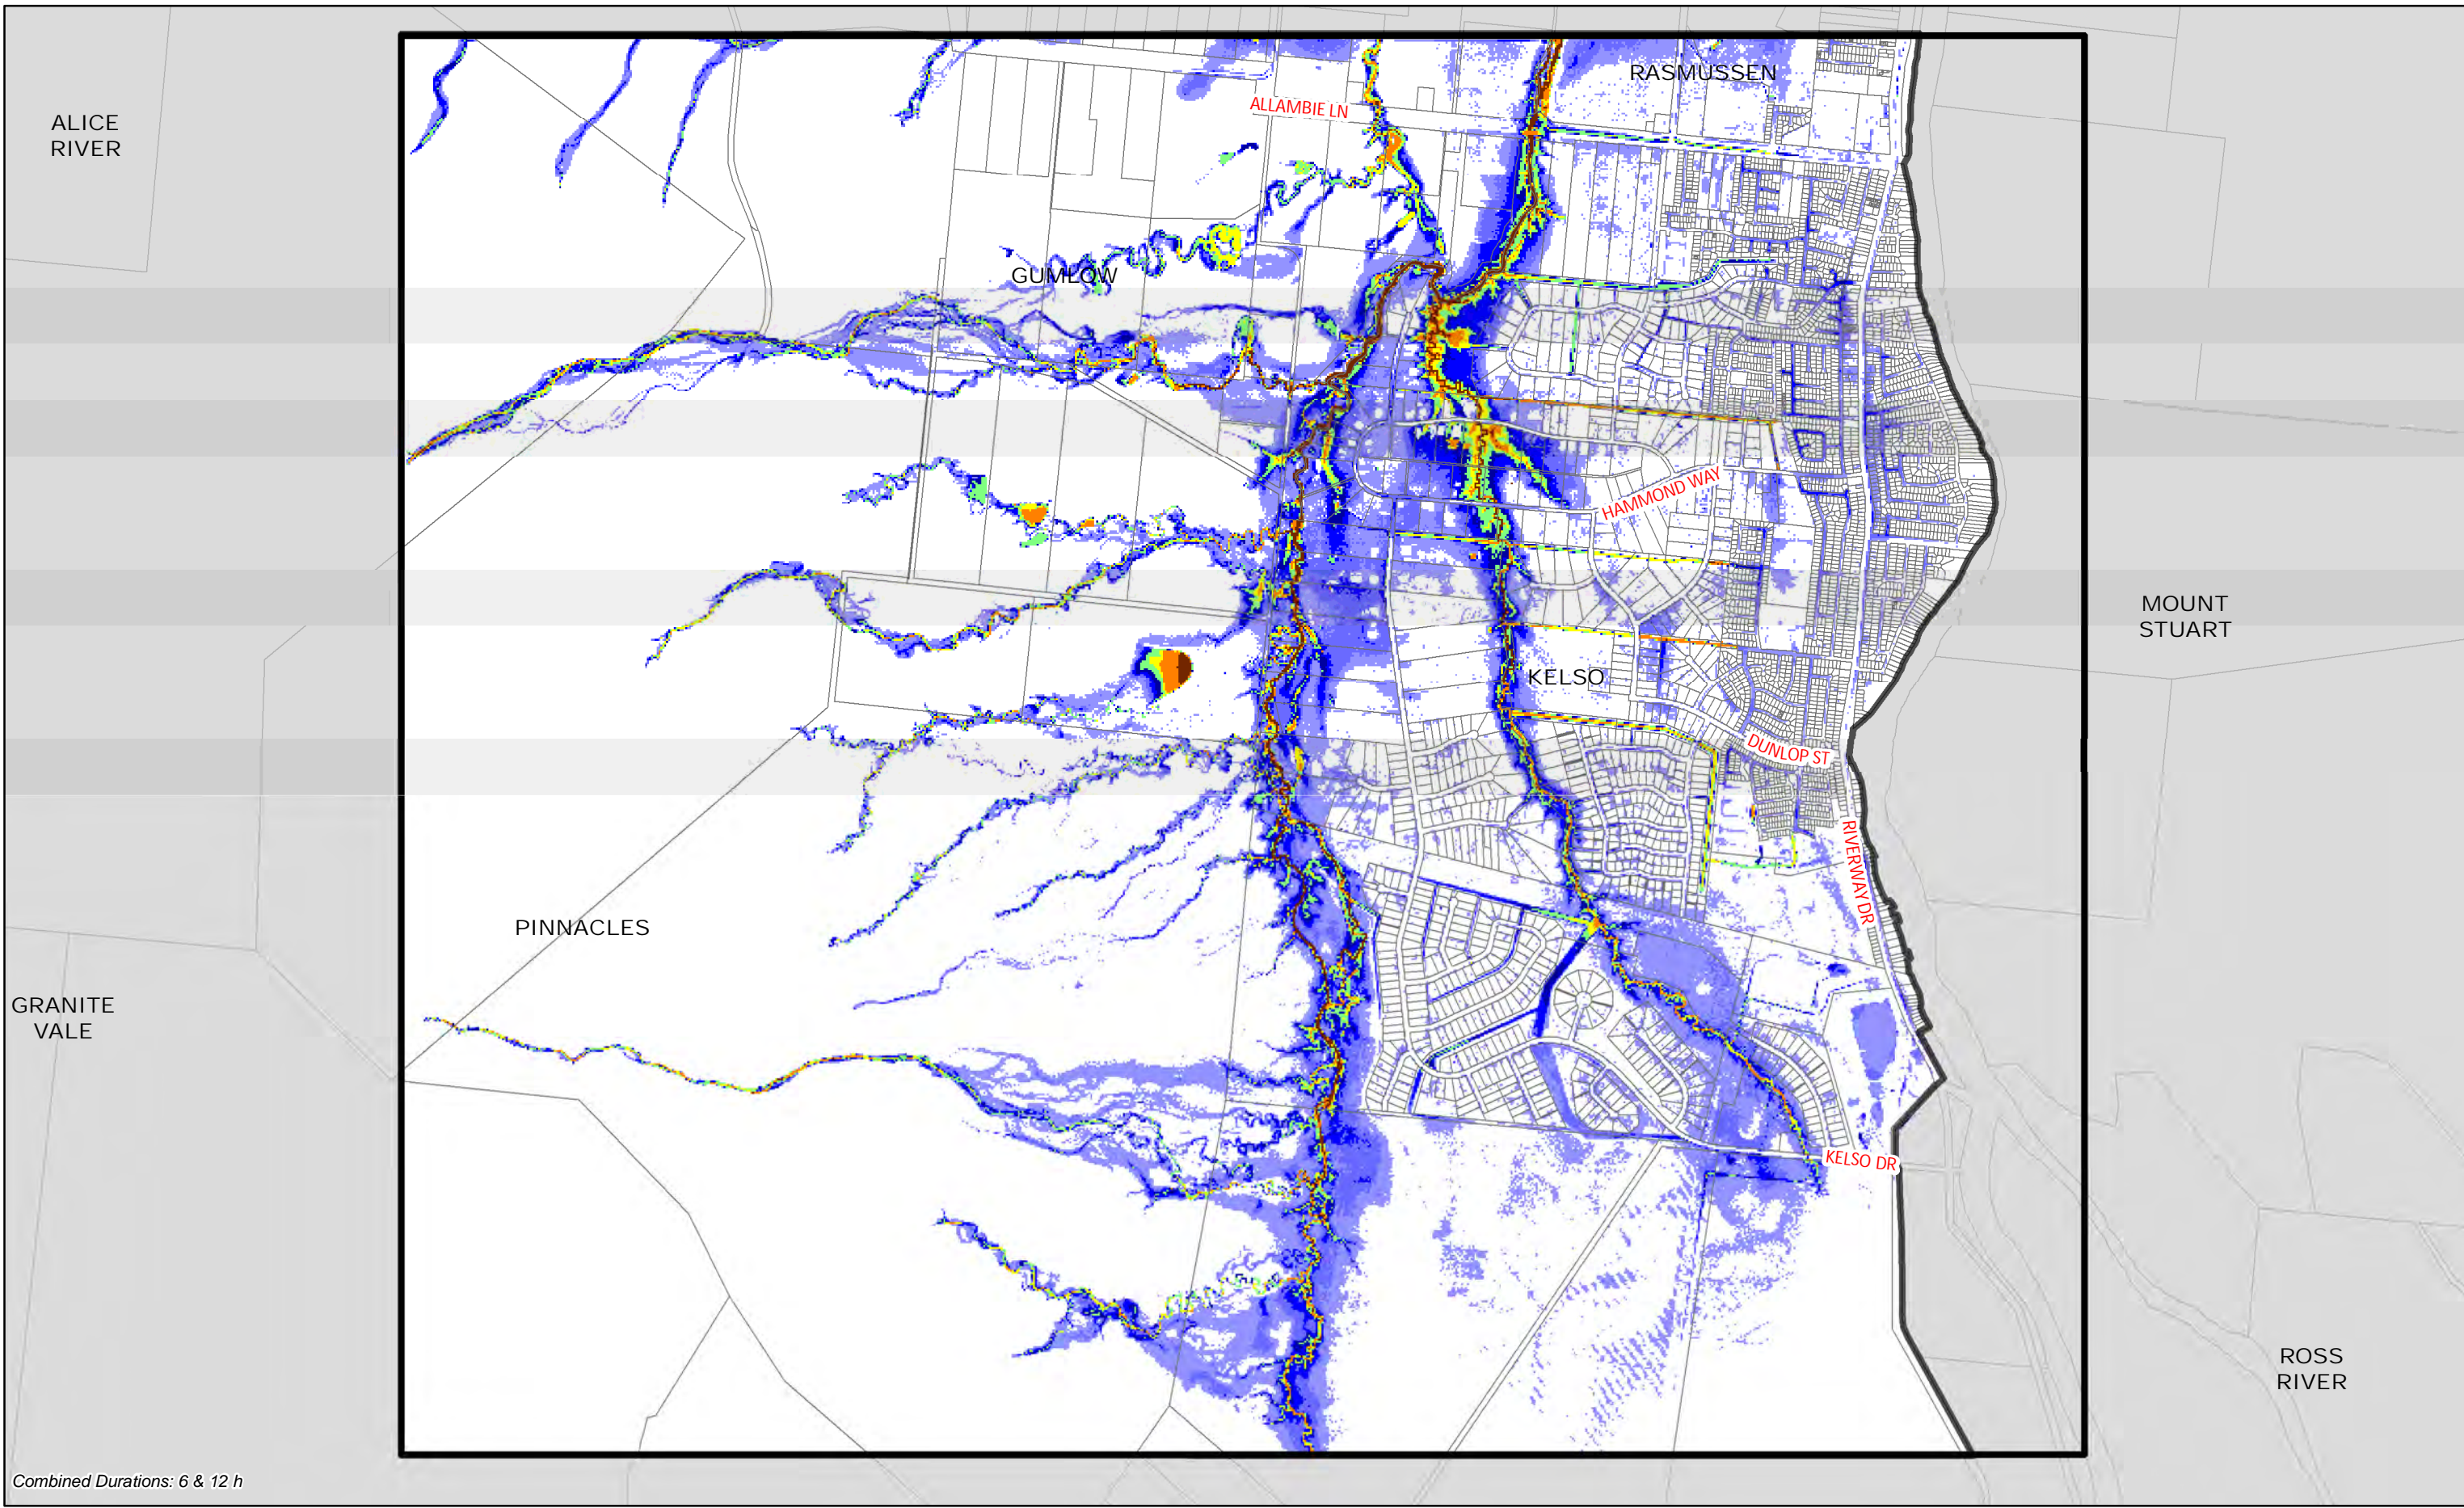 RASMUSSEN
ALLAMBIE LN
ALICE
RIVER
GUMLOW
HAMMOND WAY
MOUNT
STUART
KELSO
DUNLOP ST
RIVERWAY DR
PINNACLES
GRANITE
VALE
KELSO DR
ROSS
RIVER
Combined Durations: 6 & 12 h